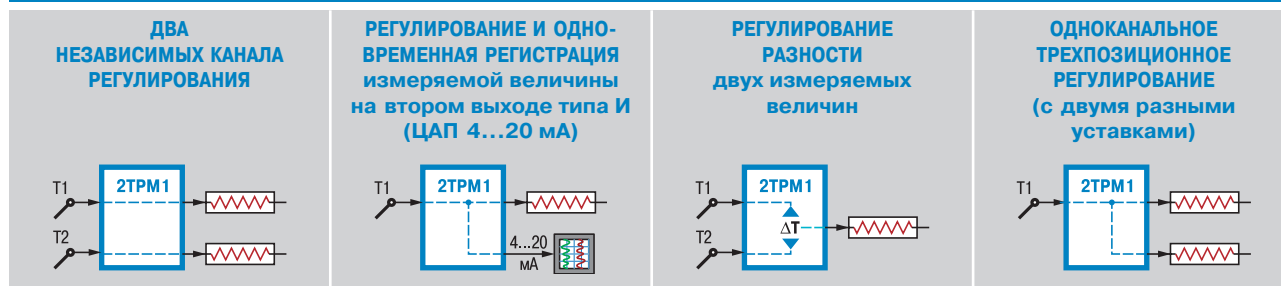 ДВА
НЕЗАВИСИМЫХ КАНАЛА
РЕГУЛИРОВАНИЯ
T1
2ТРМ1
T2
РЕГУЛИРОВАНИЕ И ОДНО-
ВРЕМЕННАЯ РЕГИСТРАЦИЯ
измеряемой величины
на втором выходе типа И
(ЦАП 4...20 мА)
T1
2ТРМ1
4...20
мА
РЕГУЛИРОВАНИЕ
РАЗНОСТИ
двух измеряемых
величин
T1
2ТРМ1
ΔT
T2
ОДНОКАНАЛЬНОЕ
ТРЕХПОЗИЦИОННОЕ
РЕГУЛИРОВАНИЕ
(с двумя разными
уставками)
T1
2ТРМ1